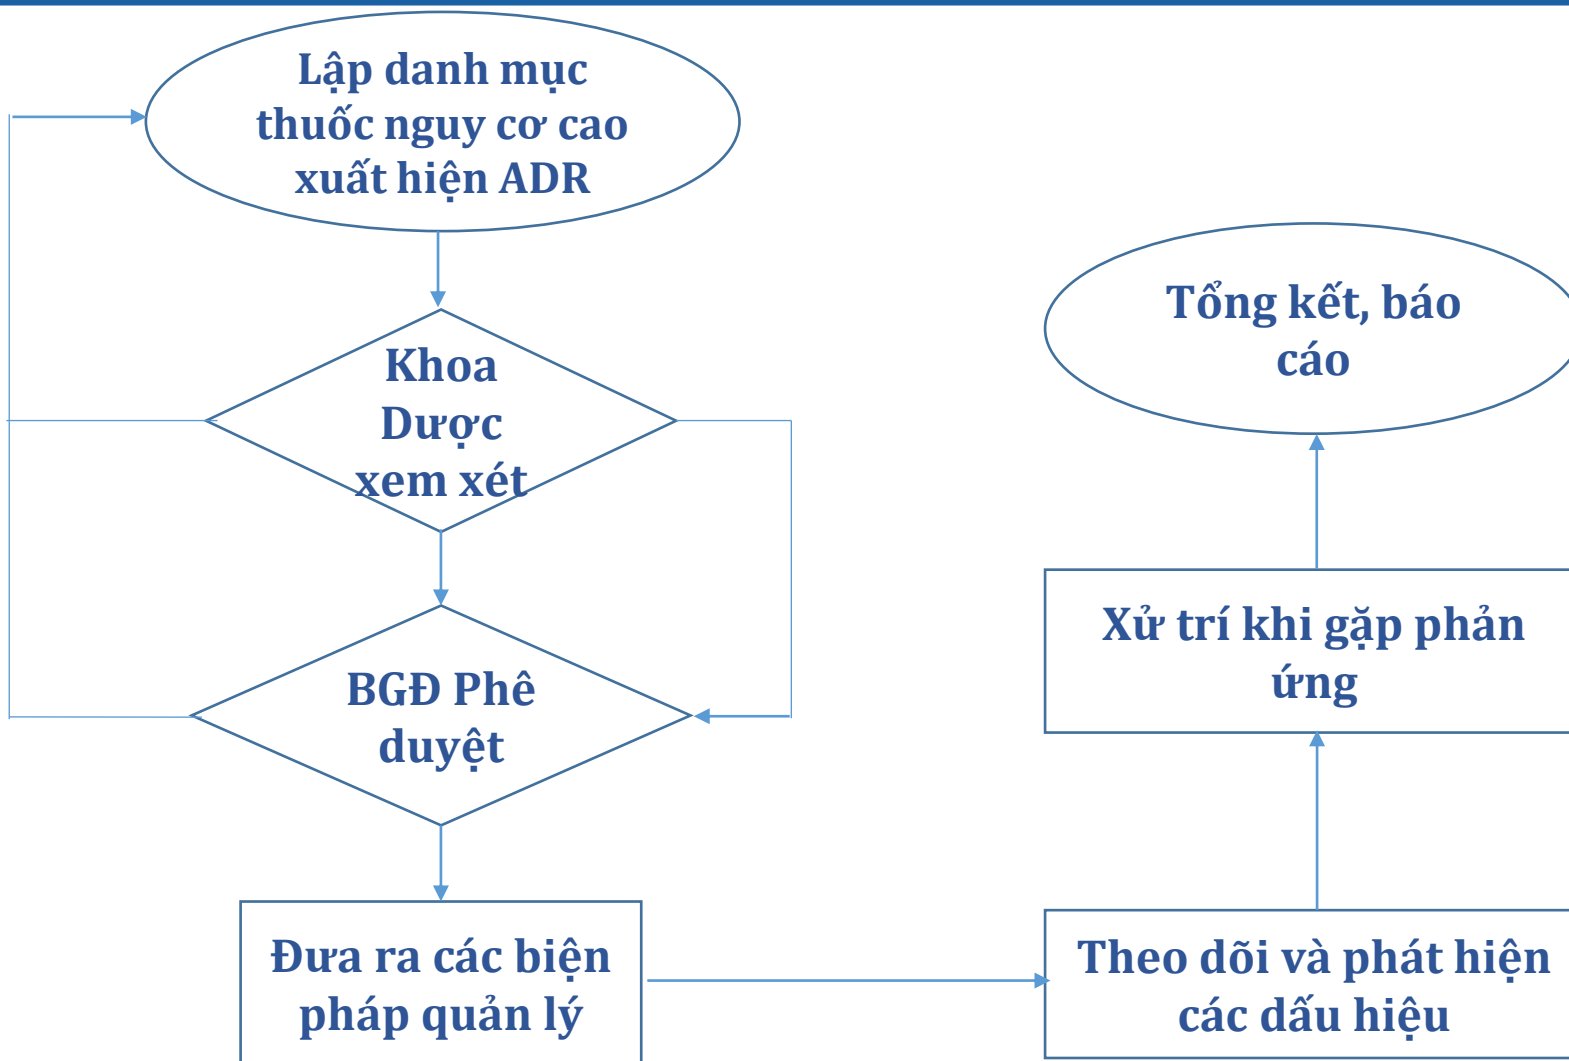 Lập danh mục
thuốc nguy cơ cao
xuất hiện ADR
Khoa
Dược
xem xét
BGĐ Phê
duyệt
Đưa ra các biện
pháp quản lý
Theo dõi và phát hiện
các dấu hiệu
Xử trí khi gặp phản
ứng
Tổng kết, báo
cáo